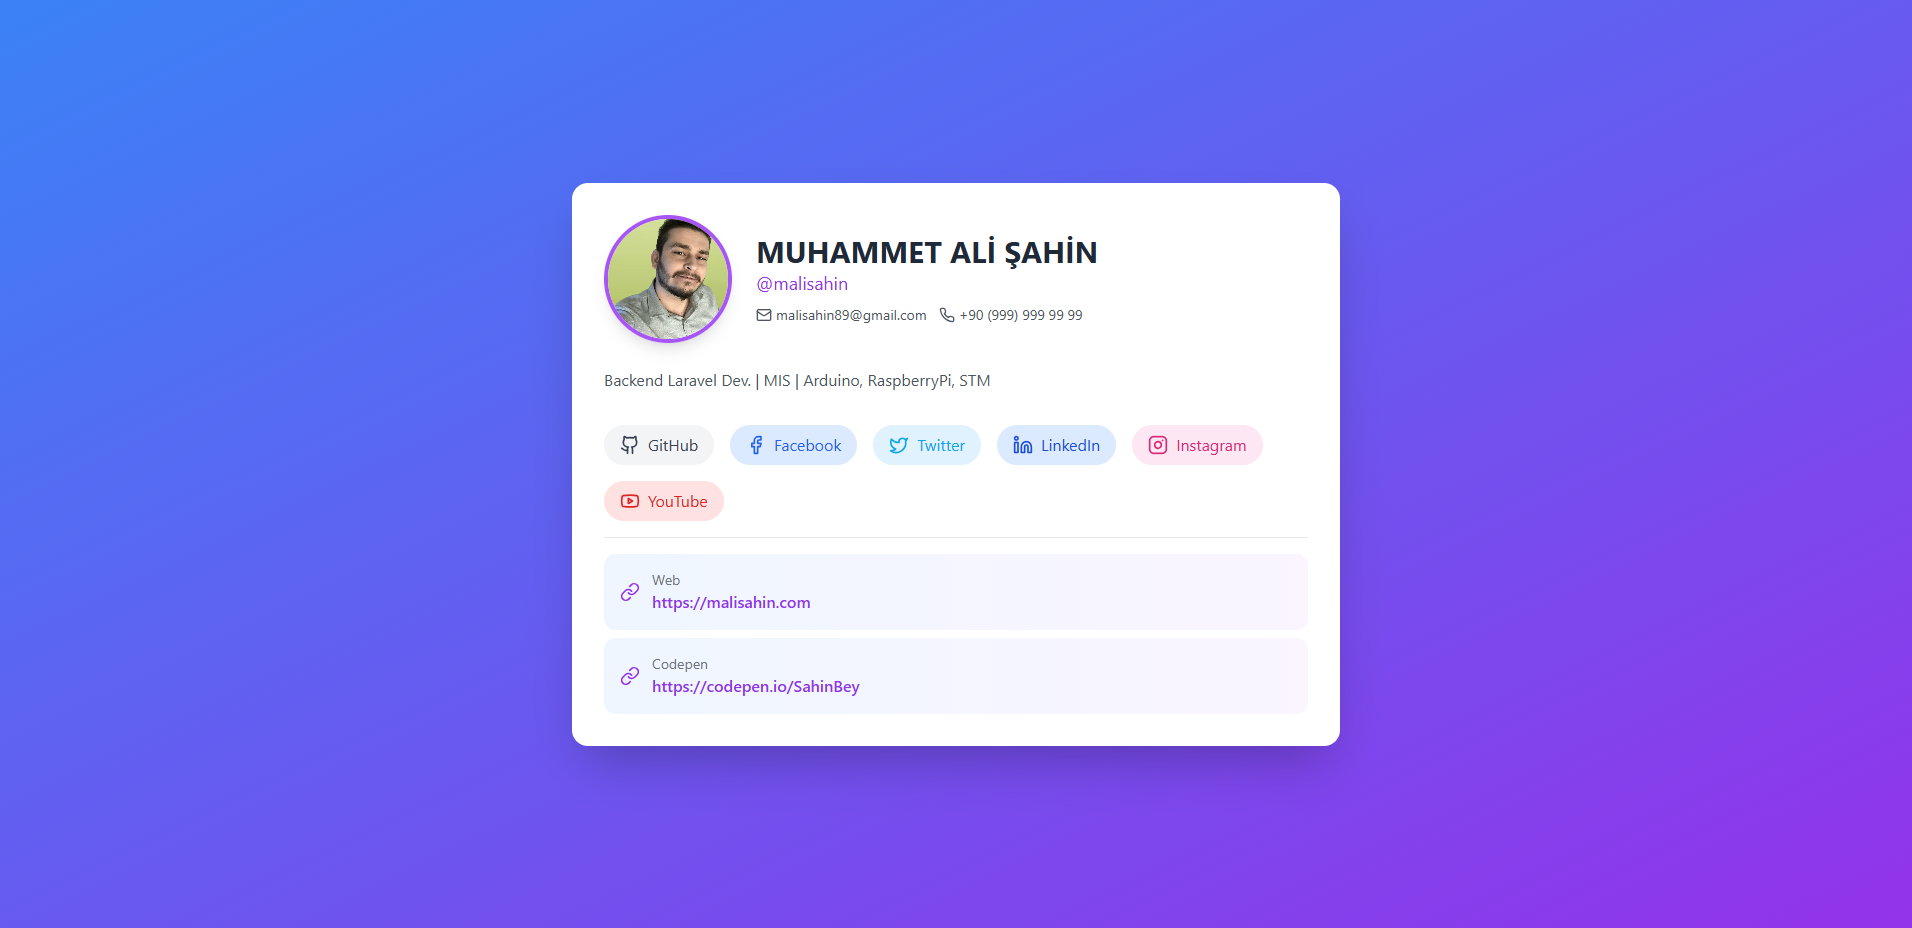 MUHAMMET ALİ ŞAHİN
@malisahin
malisahin89@gmail.com +90 (999) 999 99 99
Backend Laravel Dev. | MIS | Arduino, RaspberryPi, STM
GitHub Facebook Twitter LinkedIn Instagram
YouTube
Web
https://malisahin.com
Codepen
https://codepen.io/SahinBey